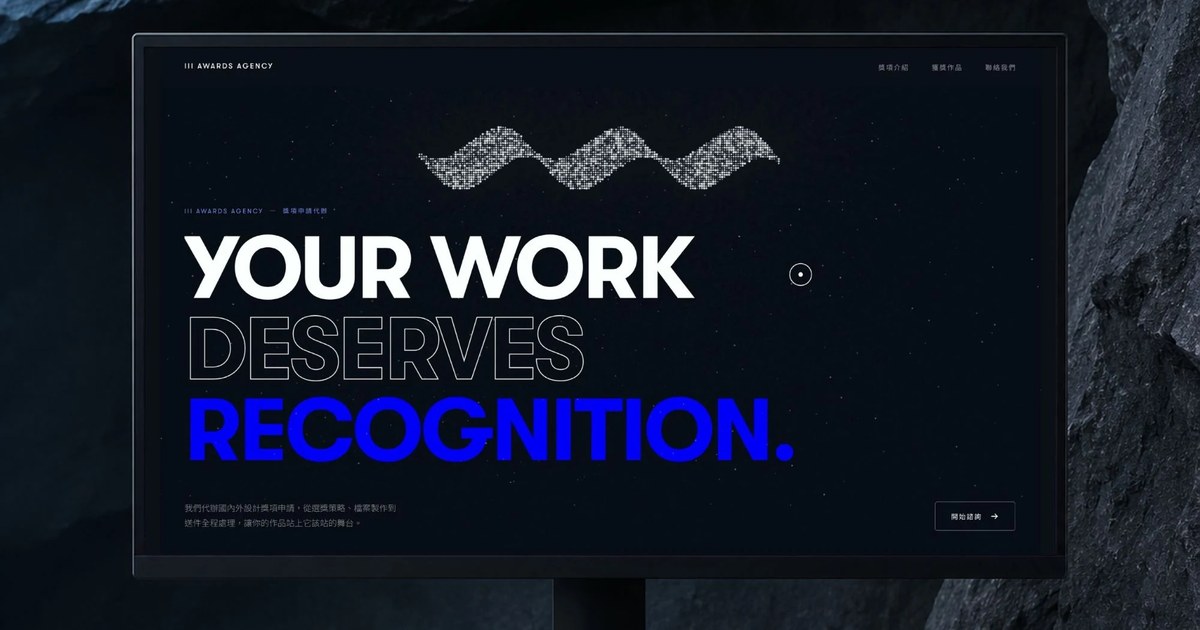 III AWARDS AGENCY
獎項介紹 獲獎作品 聯絡我們
III AWARDS AGENCY — 獎項申請代辦
YOUR WORK
DESERVES
RECOGNITION.
我們代辦國內外設計獎項申請，從選獎策略、檔案製作到
送件全程處理，讓你的作品站上它該站的舞台。
開始諮詢 →